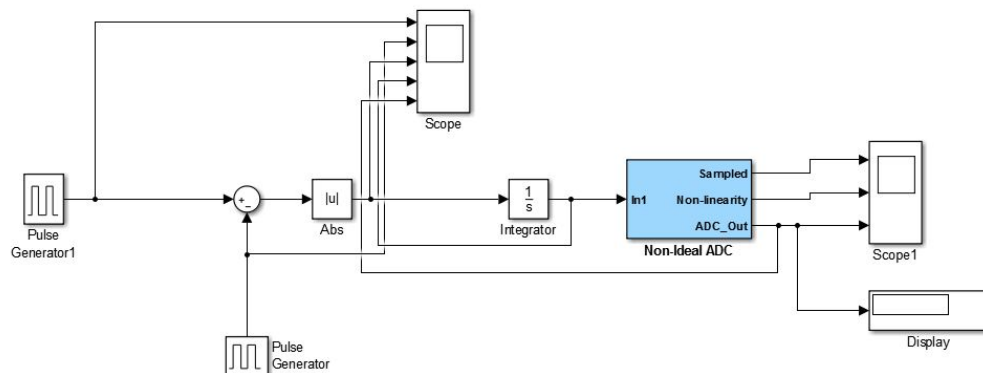 Scope
Sampled
+
−
|u|
1
s
In1
Non-linearity
ADC_Out
Pulse
Generator1
Abs
Integrator
Non-Ideal ADC
Scope1
Pulse
Generator
Display